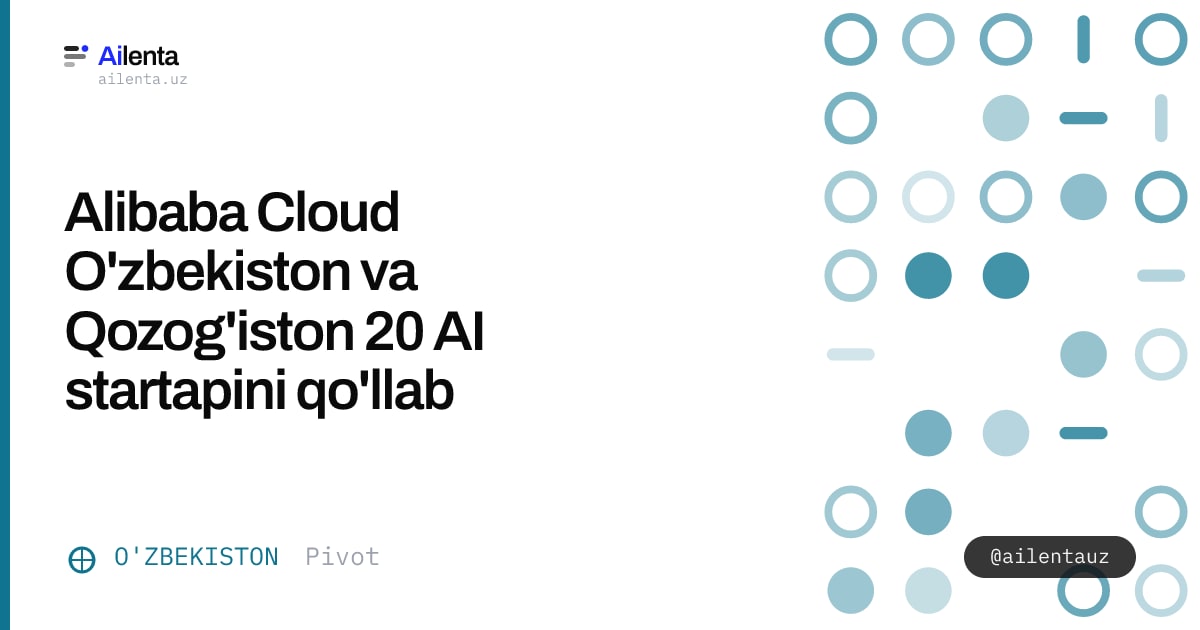 Ailenta
ailenta.uz
Alibaba Cloud
O'zbekiston va
Qozog'iston 20 AI
startapini qo'llab
O'ZBEKISTON Pivot
@ailentauz